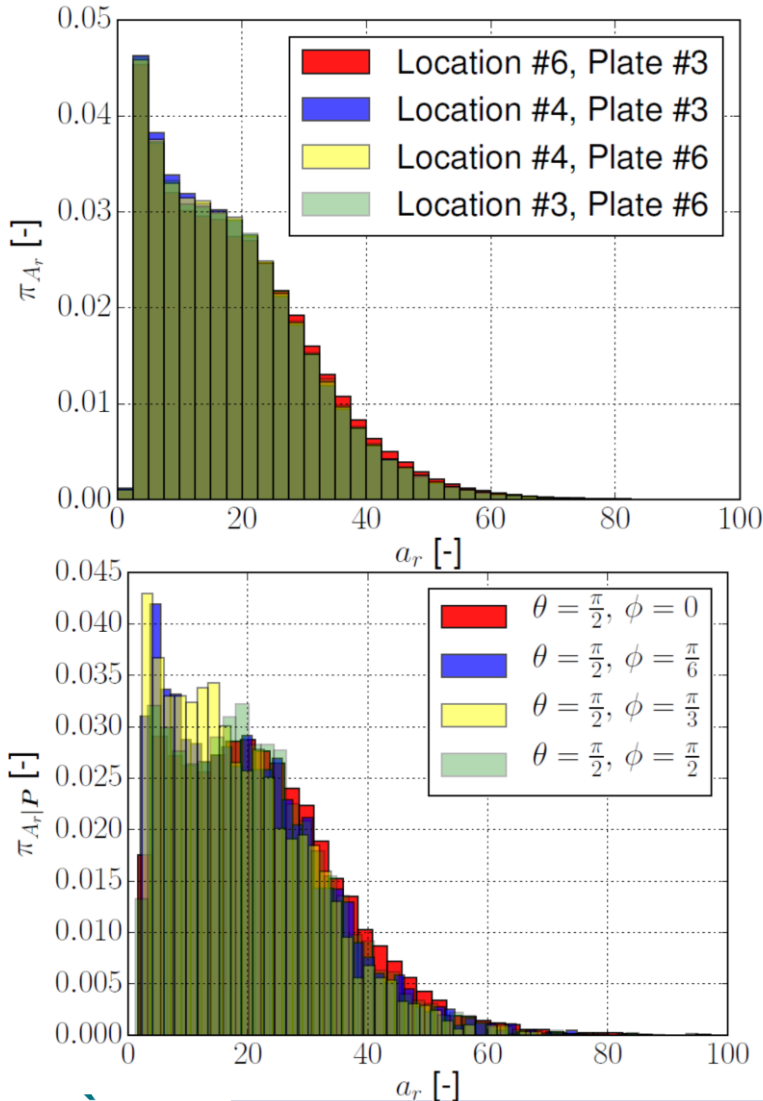 0.05
0.04
0.03
0.02
0.01
0.00
π_{A_r} [-]
Location #6, Plate #3
Location #4, Plate #3
Location #4, Plate #6
Location #3, Plate #6
0 20 40 60 80 100
a_r [-]
0.045
0.040
0.035
0.030
0.025
0.020
0.015
0.010
0.005
0.000
π_{A_r|P} [-]
θ = π/2, φ = 0
θ = π/2, φ = π/6
θ = π/2, φ = π/3
θ = π/2, φ = π/2
0 20 40 60 80 100
a_r [-]